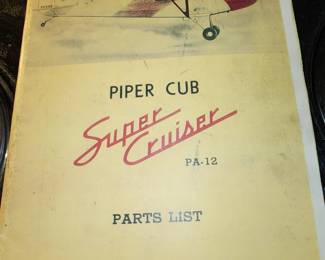 PIPER CUB
Super
Cruiser
PA-12
PARTS LIST